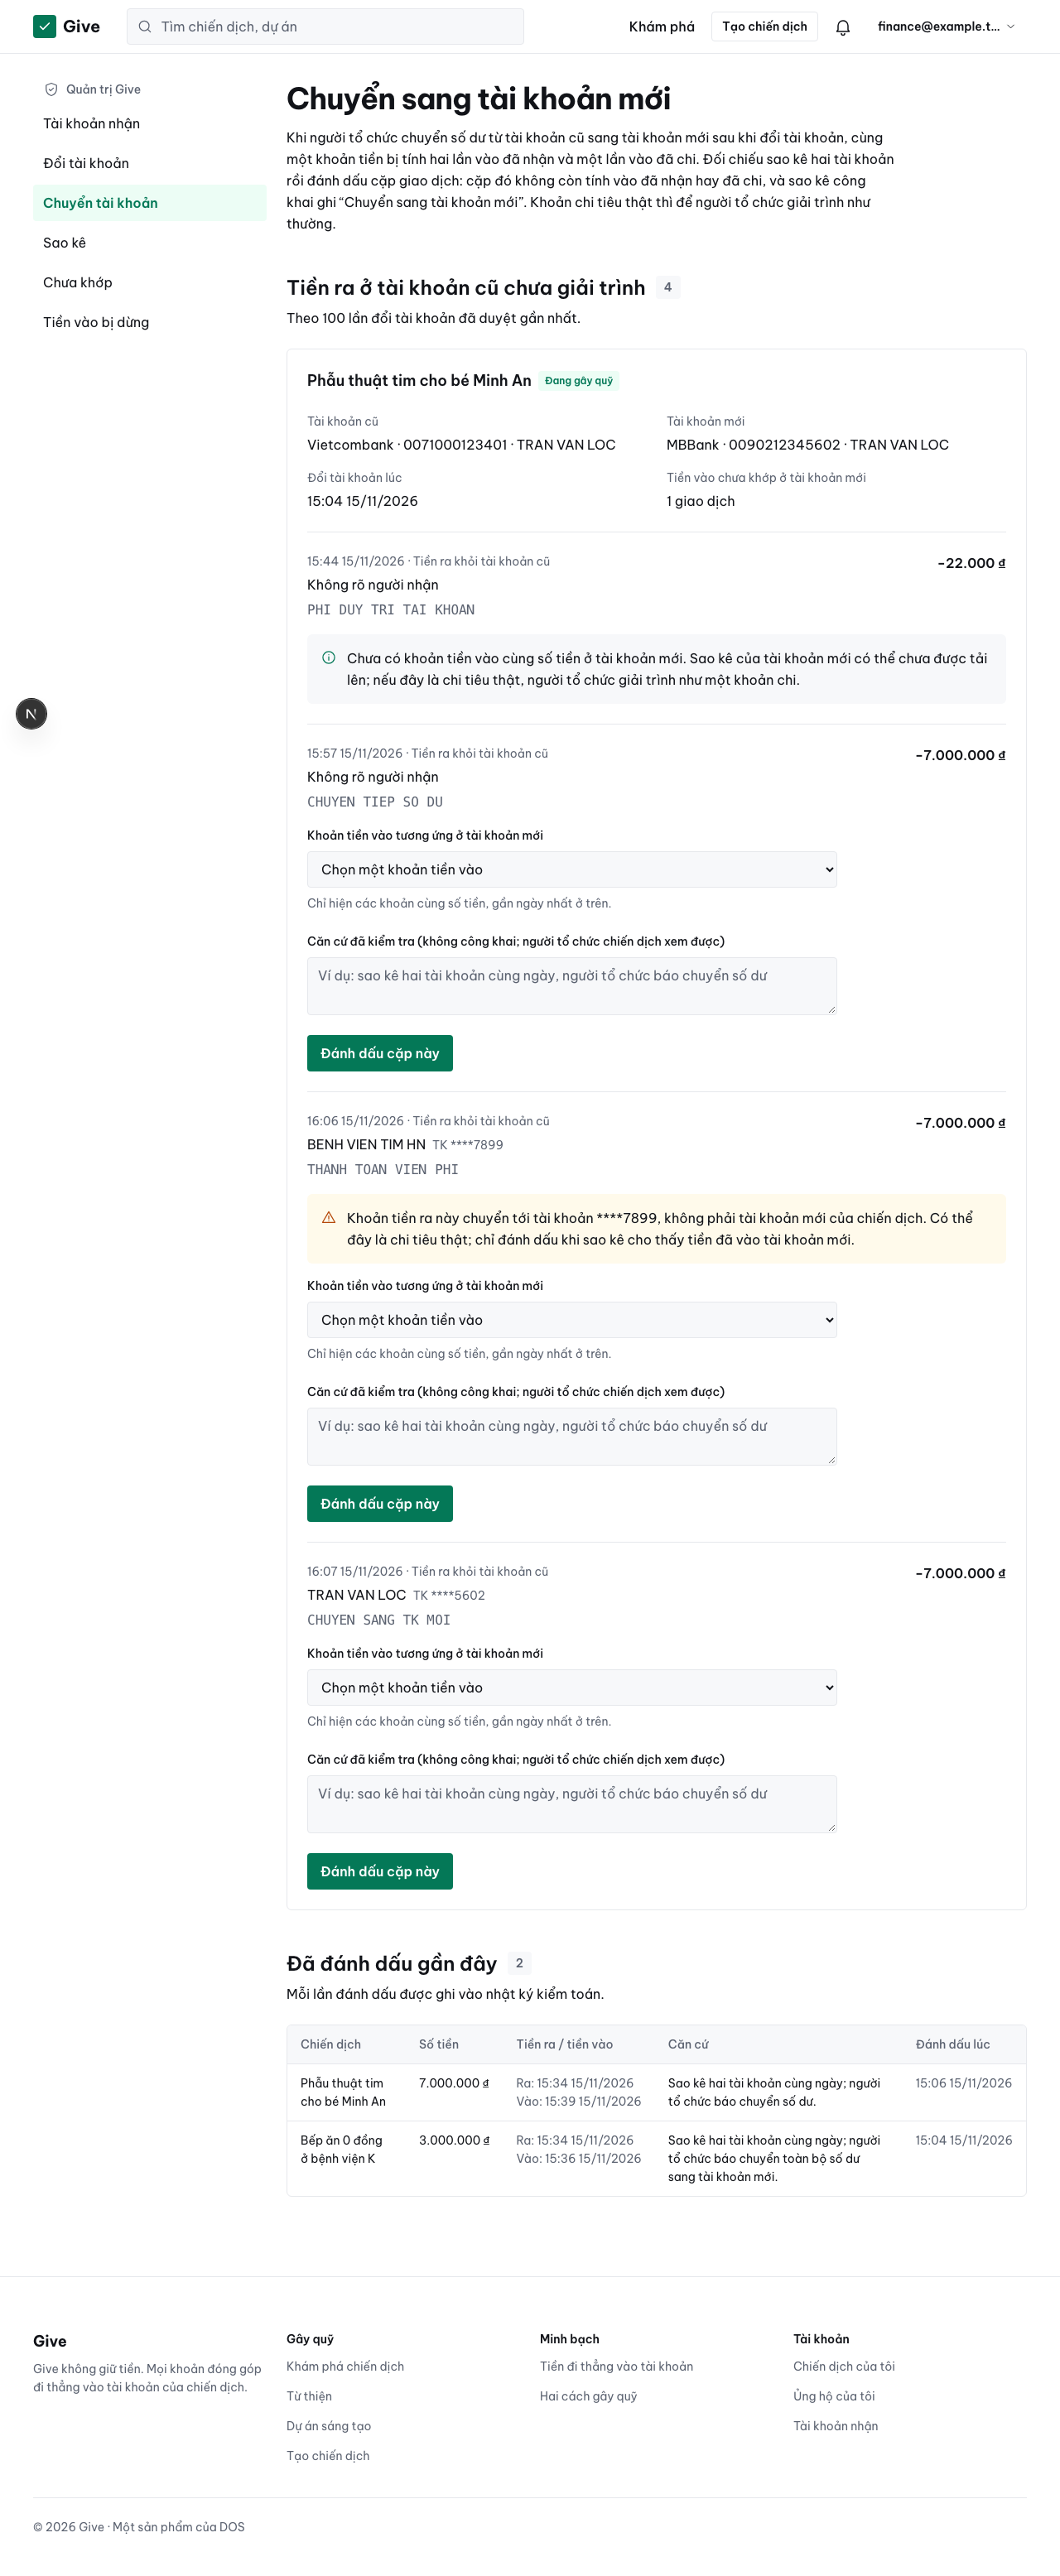 Give
Tìm chiến dịch, dự án
Khám phá
Tạo chiến dịch
finance@example.t...
Quản trị Give
Tài khoản nhận
Đổi tài khoản
Chuyển tài khoản
Sao kê
Chưa khớp
Tiền vào bị dừng
Chuyển sang tài khoản mới
Khi người tổ chức chuyển số dư từ tài khoản cũ sang tài khoản mới sau khi đổi tài khoản, cùng
một khoản tiền bị tính hai lần vào đã nhận và một lần vào đã chi. Đối chiếu sao kê hai tài khoản
rồi đánh dấu cặp giao dịch: cặp đó không còn tính vào đã nhận hay đã chi, và sao kê công
khai ghi “Chuyển sang tài khoản mới”. Khoản chi tiêu thật thì để người tổ chức giải trình như
thường.
Tiền ra ở tài khoản cũ chưa giải trình 4
Theo 100 lần đổi tài khoản đã duyệt gần nhất.
Phẫu thuật tim cho bé Minh An Đang gây quỹ
Tài khoản cũ
Vietcombank · 0071000123401 · TRAN VAN LOC
Tài khoản mới
MBBank · 0090212345602 · TRAN VAN LOC
Đổi tài khoản lúc
15:04 15/11/2026
Tiền vào chưa khớp ở tài khoản mới
1 giao dịch
15:44 15/11/2026 · Tiền ra khỏi tài khoản cũ
-22.000 ₫
Không rõ người nhận
PHI DUY TRI TAI KHOAN
Chưa có khoản tiền vào cùng số tiền ở tài khoản mới. Sao kê của tài khoản mới có thể chưa được tải
lên; nếu đây là chi tiêu thật, người tổ chức giải trình như một khoản chi.
15:57 15/11/2026 · Tiền ra khỏi tài khoản cũ
-7.000.000 ₫
Không rõ người nhận
CHUYEN TIEP SO DU
Khoản tiền vào tương ứng ở tài khoản mới
Chọn một khoản tiền vào
Chỉ hiện các khoản cùng số tiền, gần ngày nhất ở trên.
Căn cứ đã kiểm tra (không công khai; người tổ chức chiến dịch xem được)
Ví dụ: sao kê hai tài khoản cùng ngày, người tổ chức báo chuyển số dư
Đánh dấu cặp này
16:06 15/11/2026 · Tiền ra khỏi tài khoản cũ
-7.000.000 ₫
BENH VIEN TIM HN TK ****7899
THANH TOAN VIEN PHI
Khoản tiền ra này chuyển tới tài khoản ****7899, không phải tài khoản mới của chiến dịch. Có thể
đây là chi tiêu thật; chỉ đánh dấu khi sao kê cho thấy tiền đã vào tài khoản mới.
Khoản tiền vào tương ứng ở tài khoản mới
Chọn một khoản tiền vào
Chỉ hiện các khoản cùng số tiền, gần ngày nhất ở trên.
Căn cứ đã kiểm tra (không công khai; người tổ chức chiến dịch xem được)
Ví dụ: sao kê hai tài khoản cùng ngày, người tổ chức báo chuyển số dư
Đánh dấu cặp này
16:07 15/11/2026 · Tiền ra khỏi tài khoản cũ
-7.000.000 ₫
TRAN VAN LOC TK ****5602
CHUYEN SANG TK MOI
Khoản tiền vào tương ứng ở tài khoản mới
Chọn một khoản tiền vào
Chỉ hiện các khoản cùng số tiền, gần ngày nhất ở trên.
Căn cứ đã kiểm tra (không công khai; người tổ chức chiến dịch xem được)
Ví dụ: sao kê hai tài khoản cùng ngày, người tổ chức báo chuyển số dư
Đánh dấu cặp này
Đã đánh dấu gần đây 2
Mỗi lần đánh dấu được ghi vào nhật ký kiểm toán.
Chiến dịch Số tiền Tiền ra / tiền vào Căn cứ Đánh dấu lúc
Phẫu thuật tim
cho bé Minh An
7.000.000 ₫
Ra: 15:34 15/11/2026
Vào: 15:39 15/11/2026
Sao kê hai tài khoản cùng ngày; người
tổ chức báo chuyển số dư.
15:06 15/11/2026
Bếp ăn 0 đồng
ở bệnh viện K
3.000.000 ₫
Ra: 15:34 15/11/2026
Vào: 15:36 15/11/2026
Sao kê hai tài khoản cùng ngày; người
tổ chức báo chuyển toàn bộ số dư
sang tài khoản mới.
15:04 15/11/2026
Give
Give không giữ tiền. Mọi khoản đóng góp
đi thẳng vào tài khoản của chiến dịch.
Gây quỹ
Khám phá chiến dịch
Từ thiện
Dự án sáng tạo
Tạo chiến dịch
Minh bạch
Tiền đi thẳng vào tài khoản
Hai cách gây quỹ
Tài khoản
Chiến dịch của tôi
Ủng hộ của tôi
Tài khoản nhận
© 2026 Give · Một sản phẩm của DOS